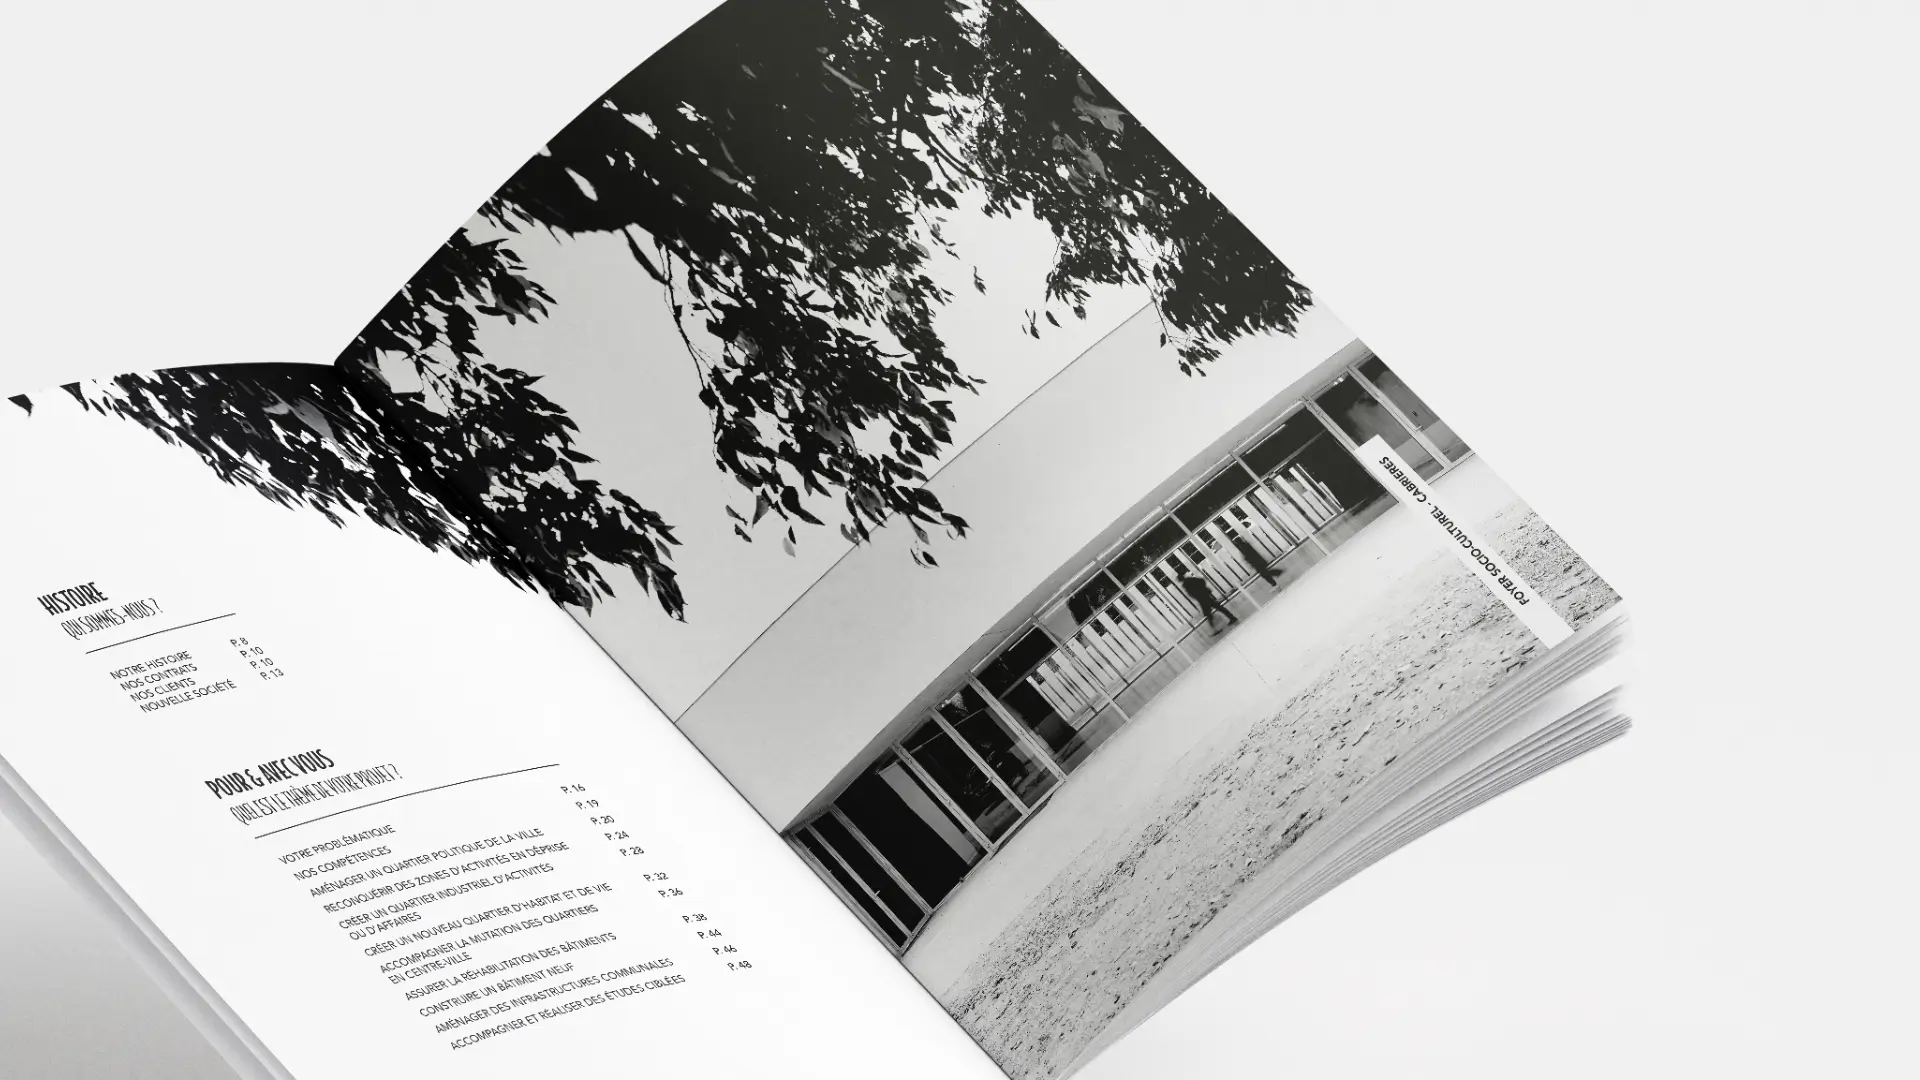 HISTOIRE
QUI SOMMES-NOUS ?
NOTRE HISTOIRE P. 8
NOS CONTRATS P. 10
NOS CLIENTS P. 10
NOUVELLE SOCIÉTÉ P. 13
POUR & AVEC VOUS
QUEL EST LE THÈME DE VOTRE PROJET ?
VOTRE PROBLÉMATIQUE P. 16
NOS COMPÉTENCES P. 19
AMÉNAGER UN QUARTIER POLITIQUE DE LA VILLE P. 20
RECONQUÉRIR DES ZONES D'ACTIVITÉS EN DÉPRISE P. 24
CRÉER UN QUARTIER INDUSTRIEL D'ACTIVITÉS P. 28
OU D'AFFAIRES
CRÉER UN NOUVEAU QUARTIER D'HABITAT ET DE VIE P. 32
ACCOMPAGNER LA MUTATION DES QUARTIERS P. 36
EN CENTRE-VILLE
ASSURER LA RÉHABILITATION DES BÂTIMENTS P. 38
CONSTRUIRE UN BÂTIMENT NEUF P. 44
AMÉNAGER DES INFRASTRUCTURES COMMUNALES P. 46
ACCOMPAGNER ET RÉALISER DES ÉTUDES CIBLÉES P. 48
FOYER SOCIO-CULTUREL - CABRIERES